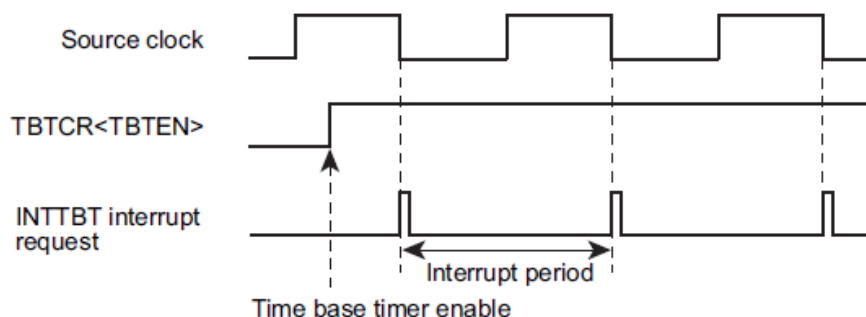 Source clock
TBTCR<TBTEN>
INTTBT interrupt
request
Interrupt period
Time base timer enable